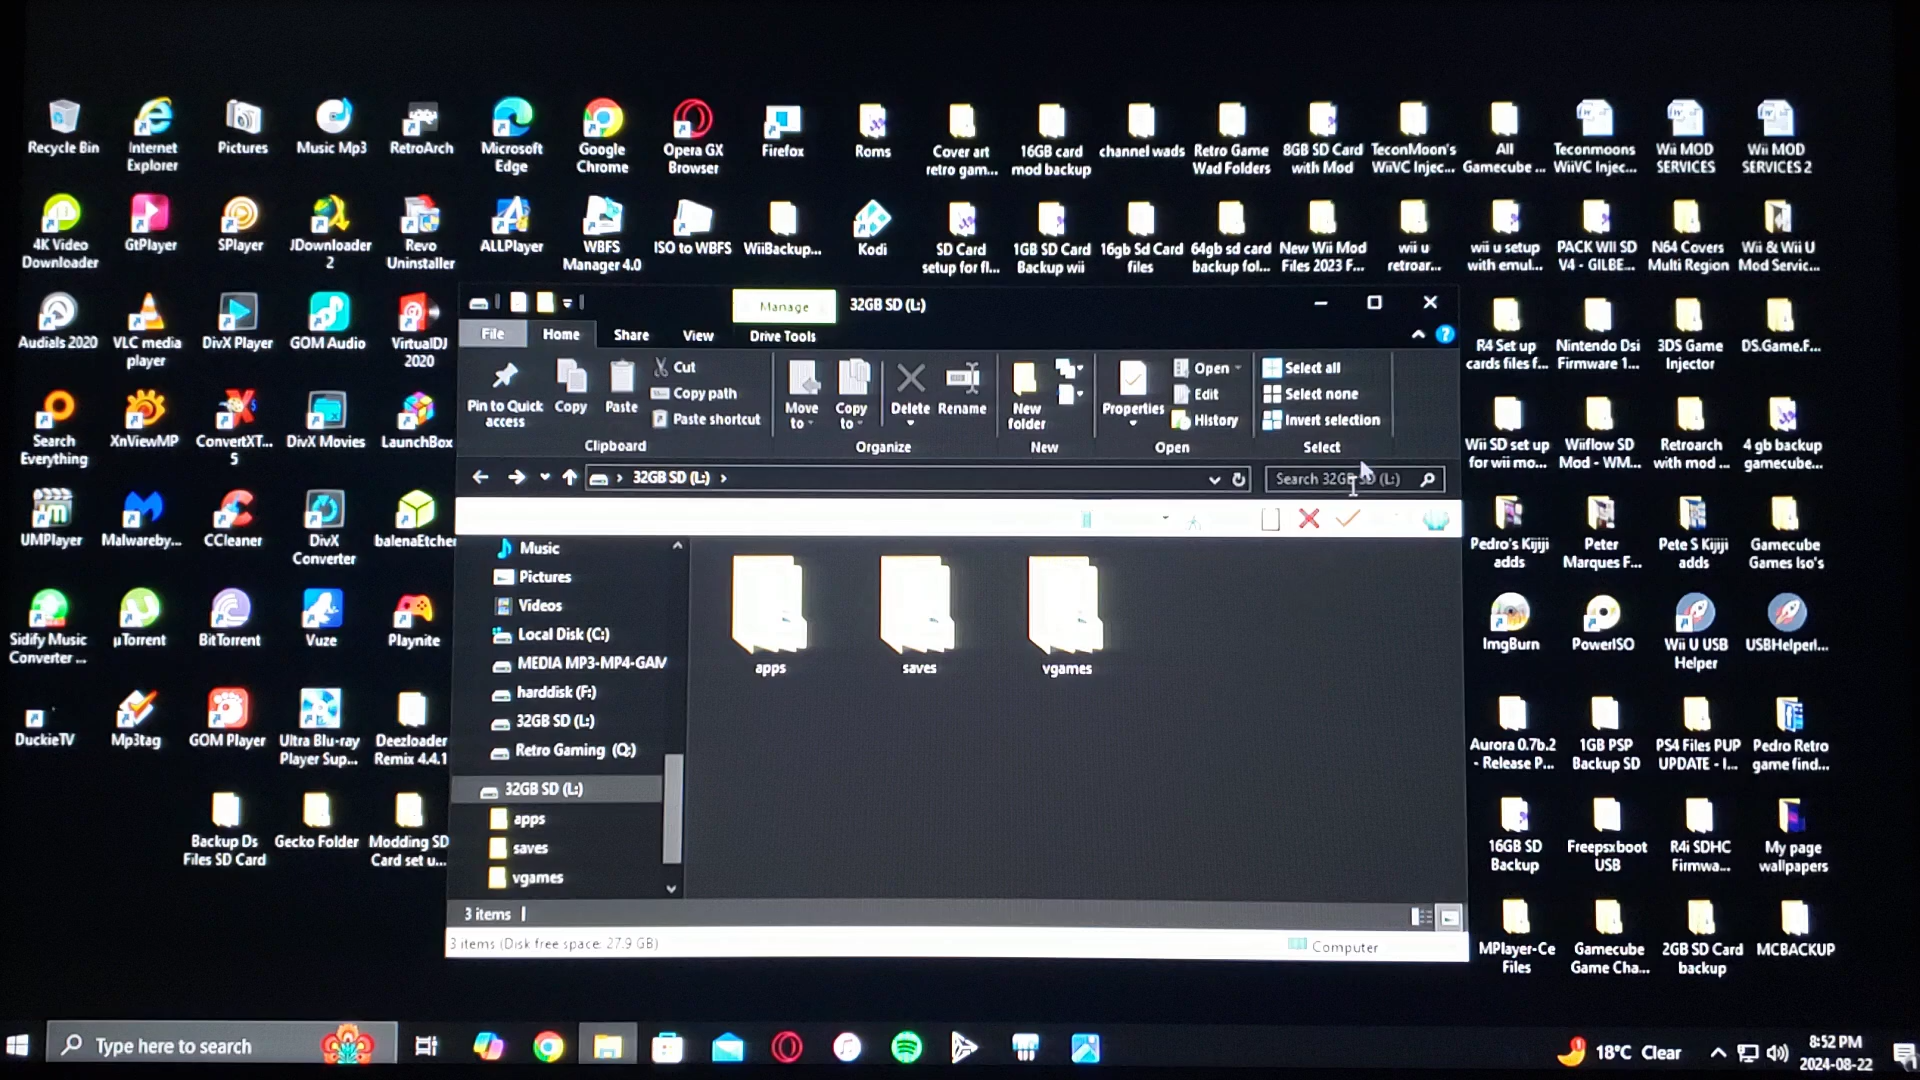 Recycle Bin
Internet
Explorer
Pictures
Music Mp3
RetroArch
Microsoft
Edge
Google
Chrome
Opera GX
Browser
Firefox
Roms
Cover art
retro gam...
16GB card
mod backup
channel wads
Retro Game
Wad Folders
8GB SD Card
with Mod
TeconMoon's
WiiVC Injec...
All
Gamecube ...
Teconmoons
WiiVC Injec...
Wii MOD
SERVICES
Wii MOD
SERVICES 2
4K Video
Downloader
GtPlayer
SPlayer
JDownloader
2
Revo
Uninstaller
ALLPlayer
WBFS
Manager 4.0
ISO to WBFS
WiiBackup...
Kodi
SD Card
setup for fl...
1GB SD Card
Backup wii
16gb Sd Card
files
64gb sd card
backup fol...
New Wii Mod
Files 2023 F...
wii u
retroar...
wii u setup
with emul...
PACK WII SD
V4 - GILBE...
N64 Covers
Multi Region
Wii & Wii U
Mod Servic...
Audials 2020
VLC media
player
DivX Player
GOM Audio
VirtualDJ
2020
R4 Set up
cards files f...
Nintendo Dsi
Firmware 1...
3DS Game
Injector
DS.Game.F...
Search
Everything
XnViewMP
ConvertXT...
5
DivX Movies
LaunchBox
Wii SD set up
for wii mo...
Wiiflow SD
Mod - WM...
Retroarch
with mod ...
4 gb backup
gamecube...
UMPlayer
Malwareby...
CCleaner
DivX
Converter
balenaEtcher
Pedro's Kijiji
adds
Peter
Marques F...
Pete S Kijiji
adds
Gamecube
Games Iso's
Sidify Music
Converter ...
µTorrent
BitTorrent
Vuze
Playnite
ImgBurn
PowerISO
Wii U USB
Helper
USBHelperI...
DuckieTV
Mp3tag
GOM Player
Ultra Blu-ray
Player Sup...
Deezloader
Remix 4.4.1
Aurora 0.7b.2
- Release P...
1GB PSP
Backup SD
PS4 Files PUP
UPDATE - I...
Pedro Retro
game find...
Backup Ds
Files SD Card
Gecko Folder
Modding SD
Card set u...
16GB SD
Backup
Freepsxboot
USB
R4i SDHC
Firmwa...
My page
wallpapers
MPlayer-Ce
Files
Gamecube
Game Cha...
2GB SD Card
backup
MCBACKUP
Manage
32GB SD (L:)
File
Home
Share
View
Drive Tools
Pin to Quick
access
Copy
Paste
Cut
Copy path
Paste shortcut
Clipboard
Move
to
Copy
to
Delete
Rename
Organize
New
folder
New
Properties
Open
Edit
History
Open
Select all
Select none
Invert selection
Select
32GB SD (L:)
Search 32GB SD (L:)
Music
Pictures
Videos
Local Disk (C:)
MEDIA MP3-MP4-GAM
harddisk (F:)
32GB SD (L:)
Retro Gaming (Q:)
32GB SD (L:)
apps
saves
vgames
apps
saves
vgames
3 items
3 items (Disk free space: 27.9 GB)
Computer
Type here to search
18°C Clear
8:52 PM
2024-08-22